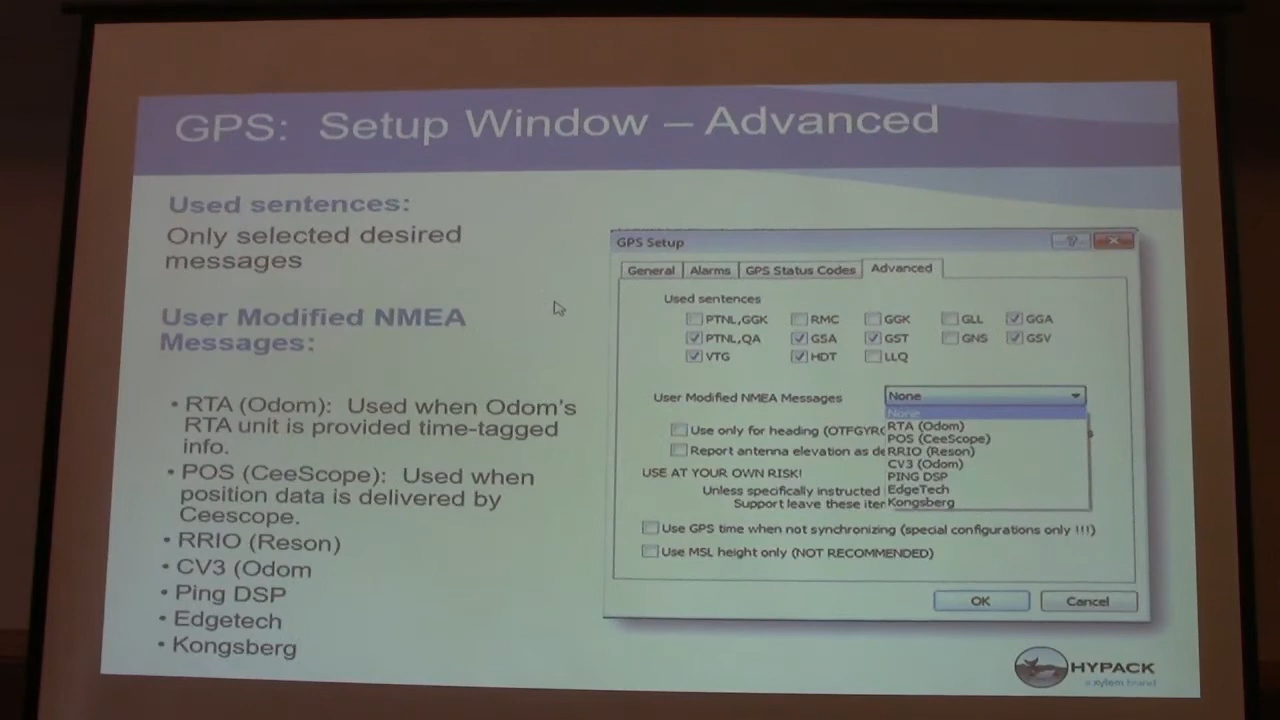 GPS: Setup Window – Advanced
Used sentences:
Only selected desired
messages
User Modified NMEA
Messages:
• RTA (Odom): Used when Odom's
RTA unit is provided time-tagged
info.
• POS (CeeScope): Used when
position data is delivered by
Ceescope.
• RRIO (Reson)
• CV3 (Odom
• Ping DSP
• Edgetech
• Kongsberg
GPS Setup
General Alarms GPS Status Codes Advanced
Used sentences
PTNL,GGK RMC GGK GLL GGA
PTNL,QA GSA GST GNS GSV
VTG HDT LLQ
User Modified NMEA Messages None
None
RTA (Odom)
POS (CeeScope)
RRIO (Reson)
CV3 (Odom)
PING DSP
EdgeTech
Kongsberg
Use only for heading (OTFGYR
Report antenna elevation as de
USE AT YOUR OWN RISK!
Unless specifically instructed
Support leave these iter
Use GPS time when not synchronizing (special configurations only !!!)
Use MSL height only (NOT RECOMMENDED)
OK Cancel
HYPACK
a xylem brand